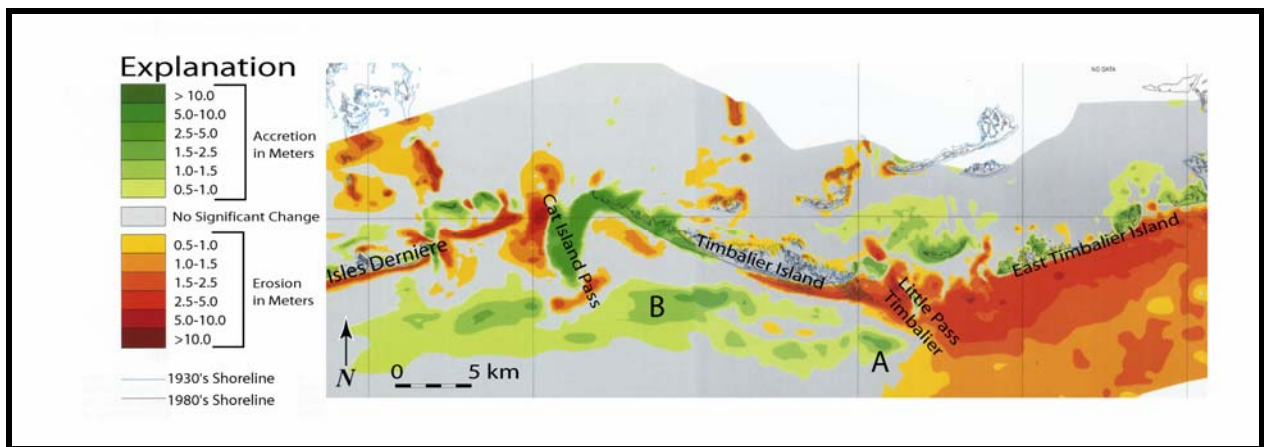 Explanation
> 10.0
5.0-10.0
2.5-5.0
1.5-2.5
1.0-1.5
0.5-1.0
Accretion
in Meters
No Significant Change
0.5-1.0
1.0-1.5
1.5-2.5
2.5-5.0
5.0-10.0
>10.0
Erosion
in Meters
1930's Shoreline
1980's Shoreline
NO DATA
Isles Derniere
Cat Island Pass
Timbalier Island
Little Pass
Timbalier
East Timbalier Island
B
A
N
0 5 km